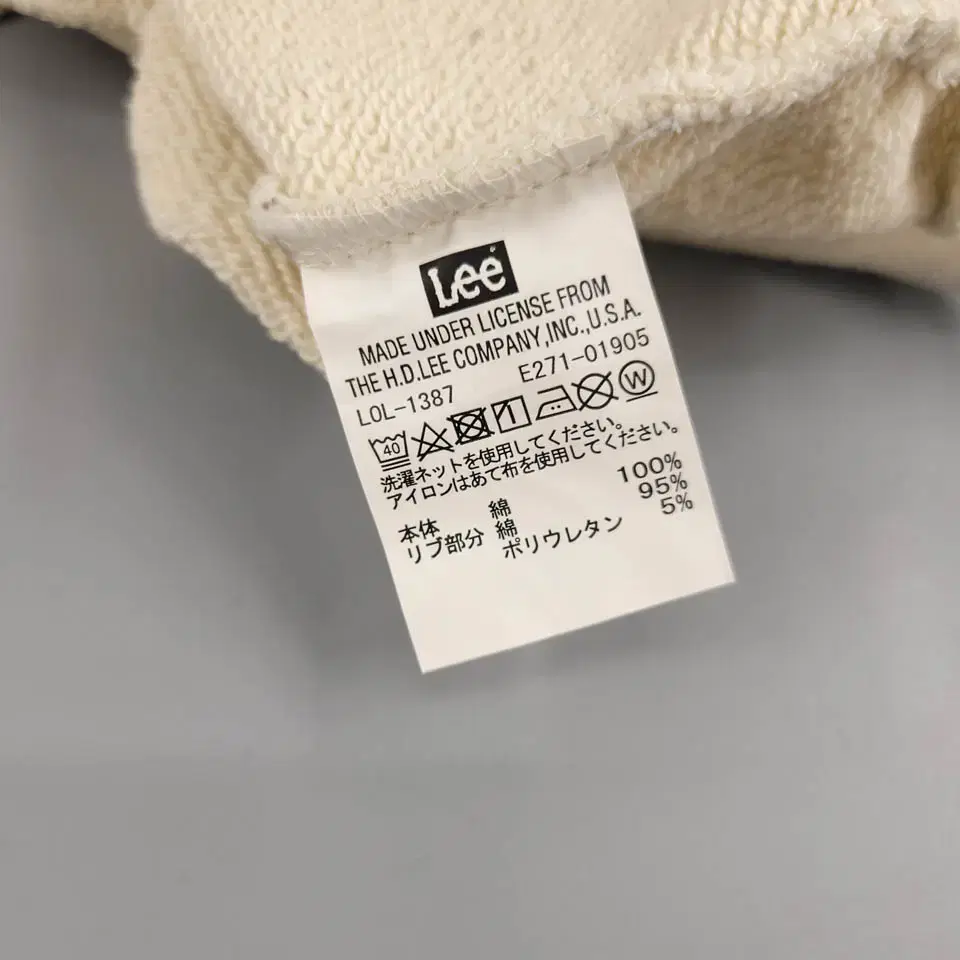 Lee
MADE UNDER LICENSE FROM
THE H.D.LEE COMPANY,INC.,U.S.A.
LOL-1387 E271-01905
40 W
洗濯ネットを使用してください。
アイロンはあて布を使用してください。
本体 綿 100%
リブ部分 綿 95%
ポリウレタン 5%